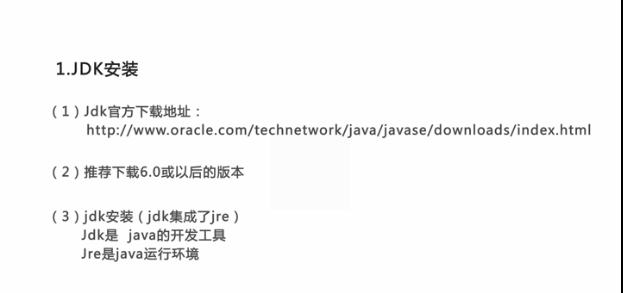 1.JDK安装
（1）Jdk官方下载地址：
http://www.oracle.com/technetwork/java/javase/downloads/index.html
（2）推荐下载6.0或以后的版本
（3）jdk安装（jdk集成了jre）
Jdk是  java的开发工具
Jre是java运行环境